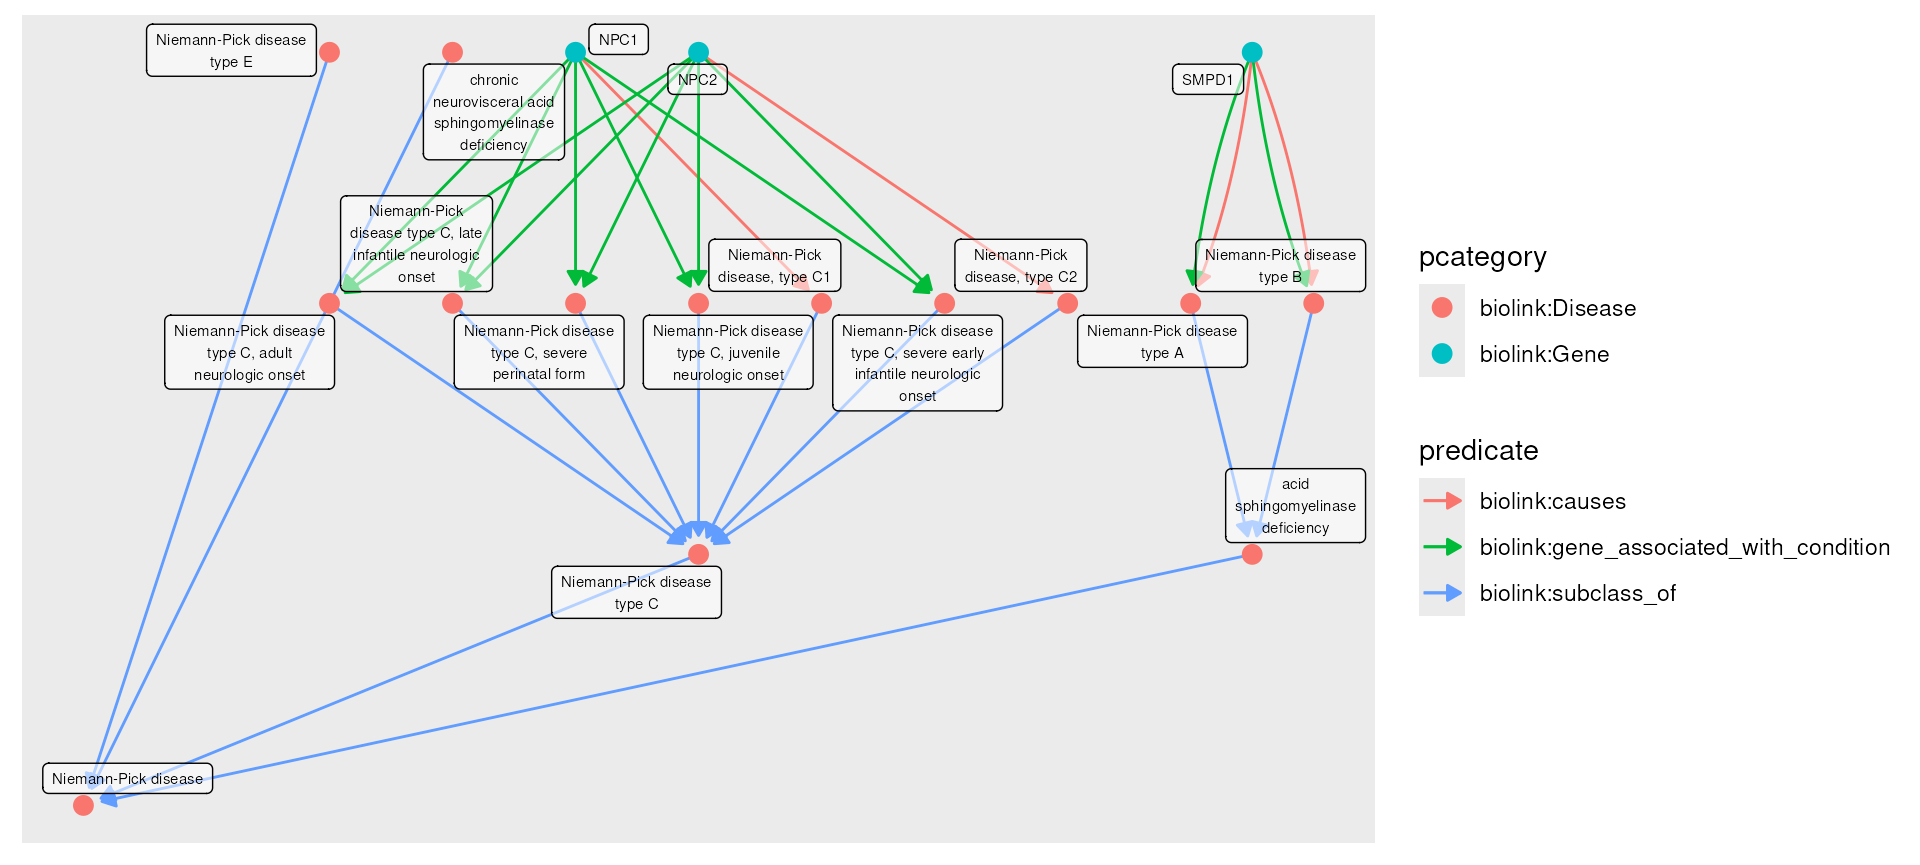 Niemann-Pick disease
type E
NPC1
chronic
neurovisceral acid
sphingomyelinase
deficiency
NPC2
SMPD1
Niemann-Pick
disease type C, late
infantile neurologic
onset
Niemann-Pick
disease, type C1
Niemann-Pick
disease, type C2
Niemann-Pick disease
type B
Niemann-Pick disease
type C, adult
neurologic onset
Niemann-Pick disease
type C, severe
perinatal form
Niemann-Pick disease
type C, juvenile
neurologic onset
Niemann-Pick disease
type C, severe early
infantile neurologic
onset
Niemann-Pick disease
type A
acid
sphingomyelinase
deficiency
Niemann-Pick disease
type C
Niemann-Pick disease
pcategory
biolink:Disease
biolink:Gene
predicate
biolink:causes
biolink:gene_associated_with_condition
biolink:subclass_of